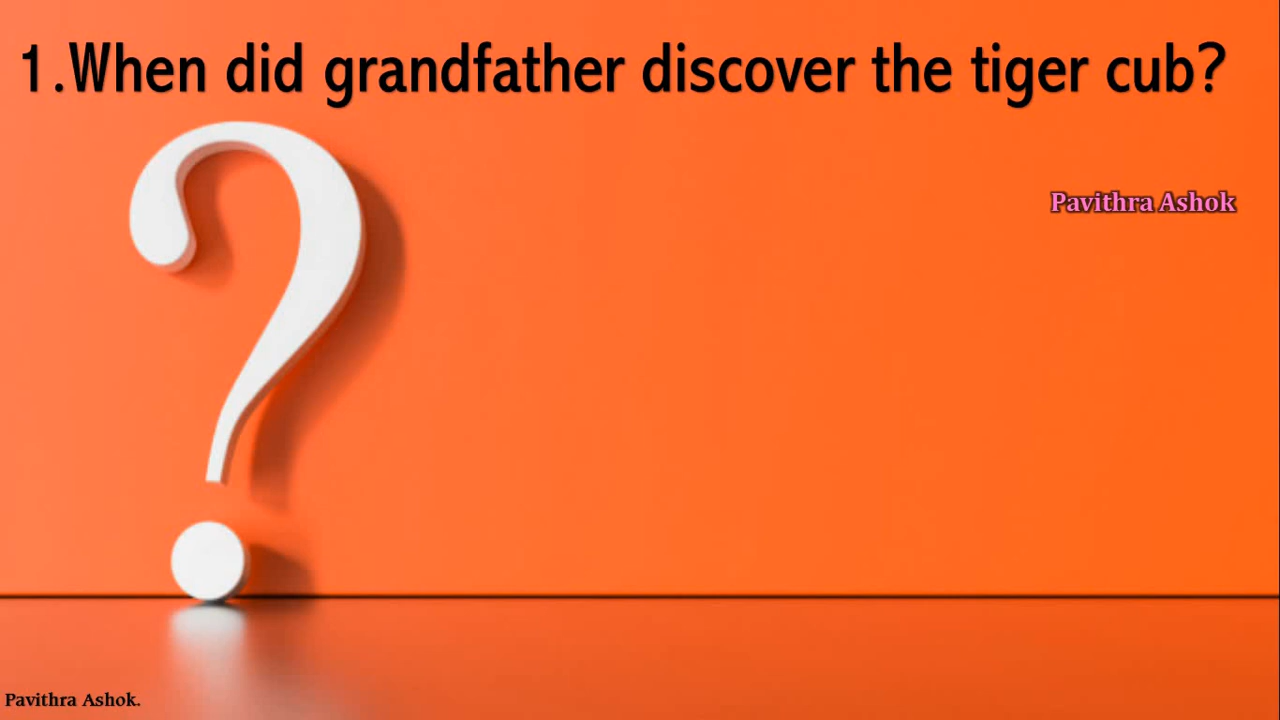 1.When did grandfather discover the tiger cub?
Pavithra Ashok
Pavithra Ashok.